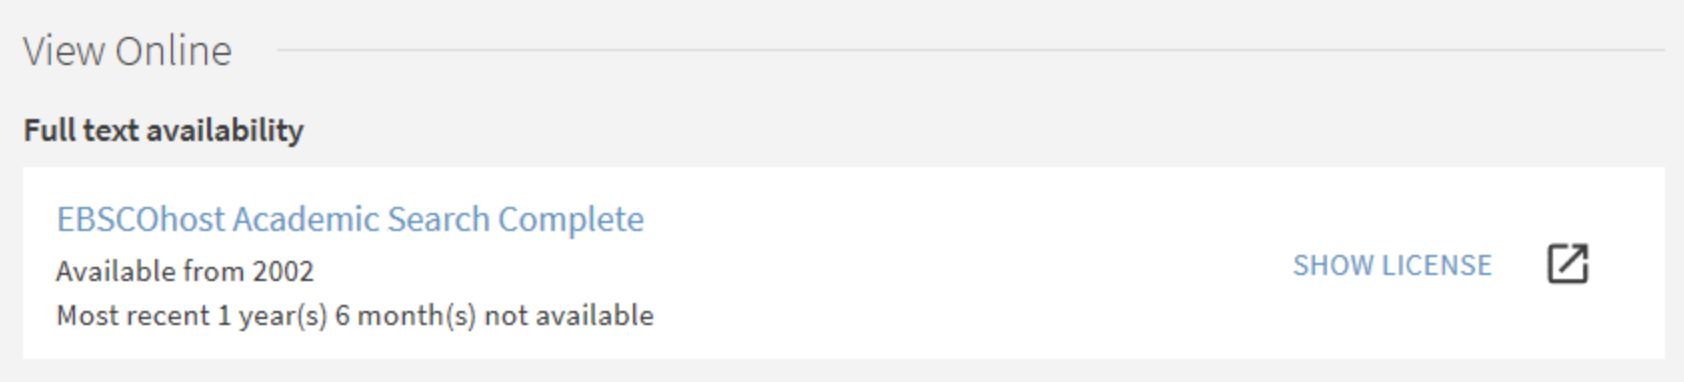 View Online
Full text availability
EBSCOhost Academic Search Complete
Available from 2002
Most recent 1 year(s) 6 month(s) not available
SHOW LICENSE